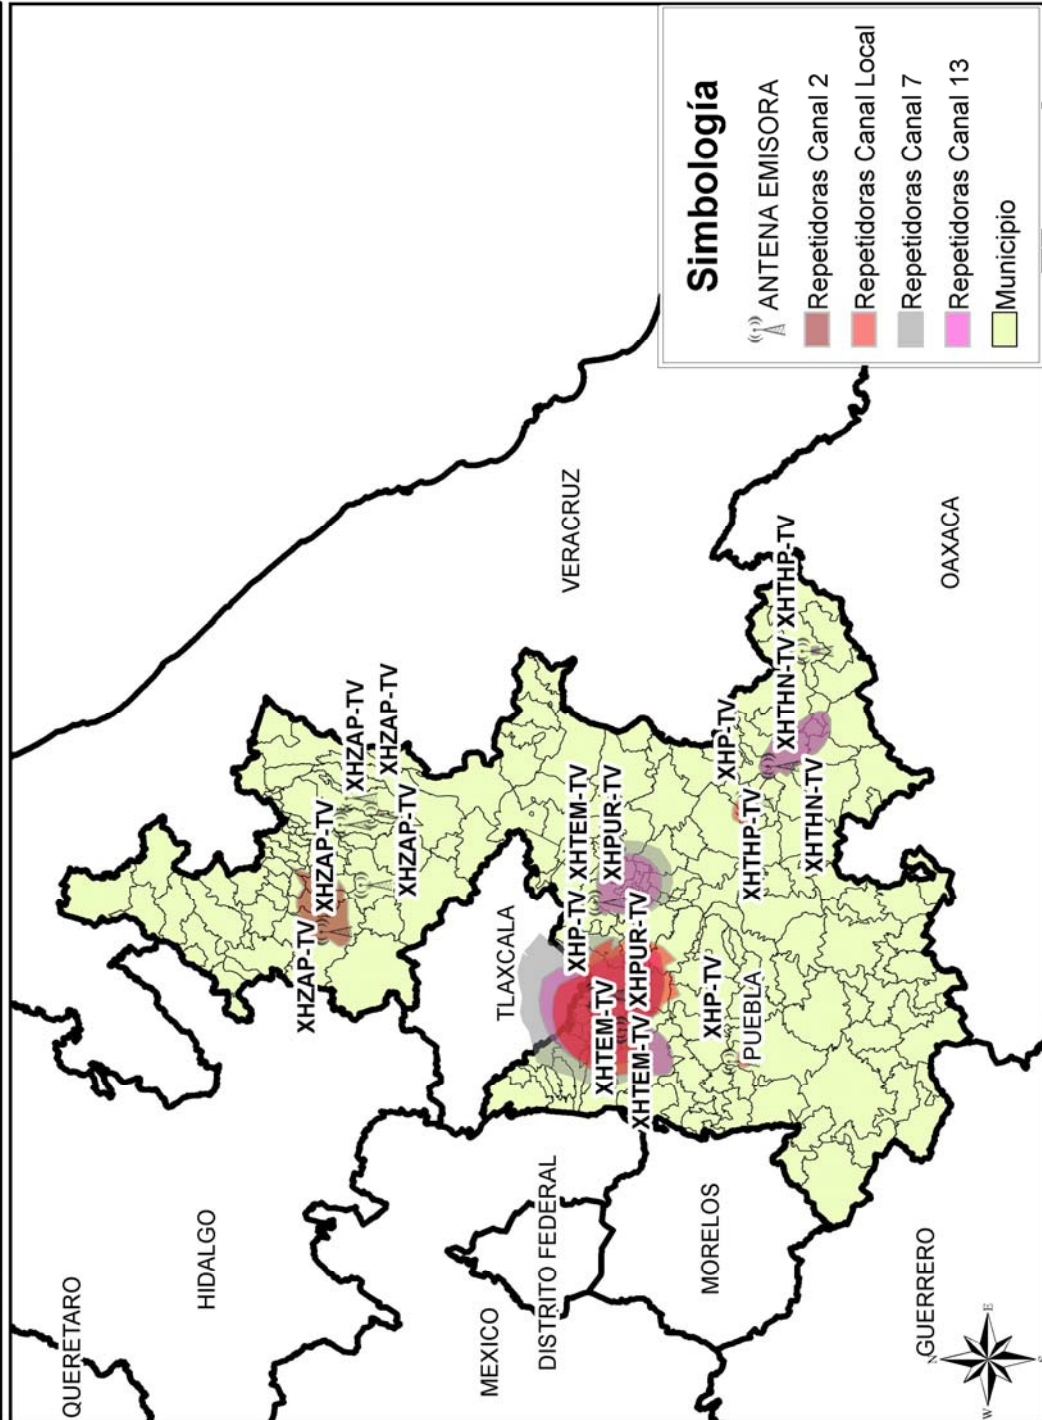 QUERETARO
HIDALGO
MEXICO
DISTRITO FEDERAL
MORELOS
GUERRERO
TLAXCALA
PUEBLA
VERACRUZ
OAXACA
XHZAP-TV
XHZAP-TV
XHZAP-TV
XHZAP-TV
XHZAP-TV
XHP-TV
XHTEM-TV
XHPUR-TV
XHTEM-TV
XHPUR-TV
XHTEM-TV
XHP-TV
XHP-TV
XHTHP-TV
XHTHN-TV
XHTHN-TV
XHTHP-TV
N
E
S
W
Simbología
ANTENA EMISORA
Repetidoras Canal 2
Repetidoras Canal Local
Repetidoras Canal 7
Repetidoras Canal 13
Municipio